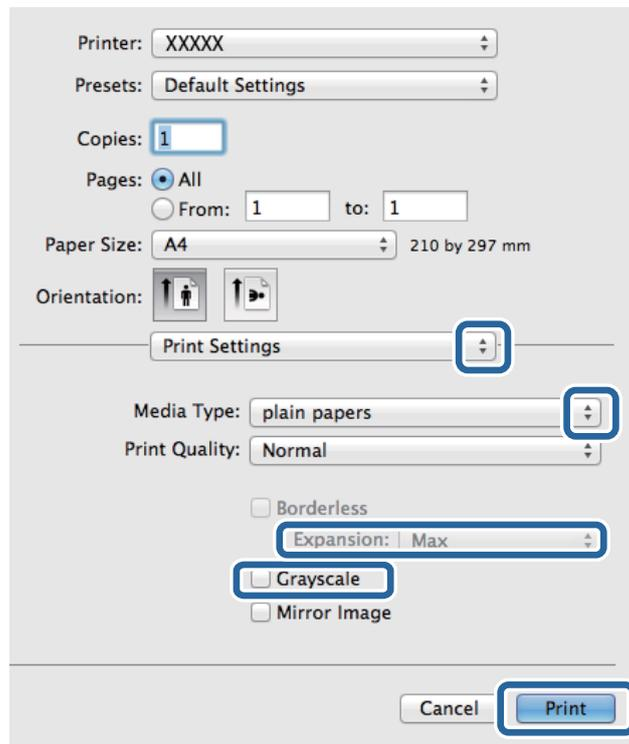 Printer: XXXXX
Presets: Default Settings
Copies: 1
Pages: All
From: 1 to: 1
Paper Size: A4 210 by 297 mm
Orientation:
Print Settings
Media Type: plain papers
Print Quality: Normal
Borderless
Expansion: Max
Grayscale
Mirror Image
Cancel Print